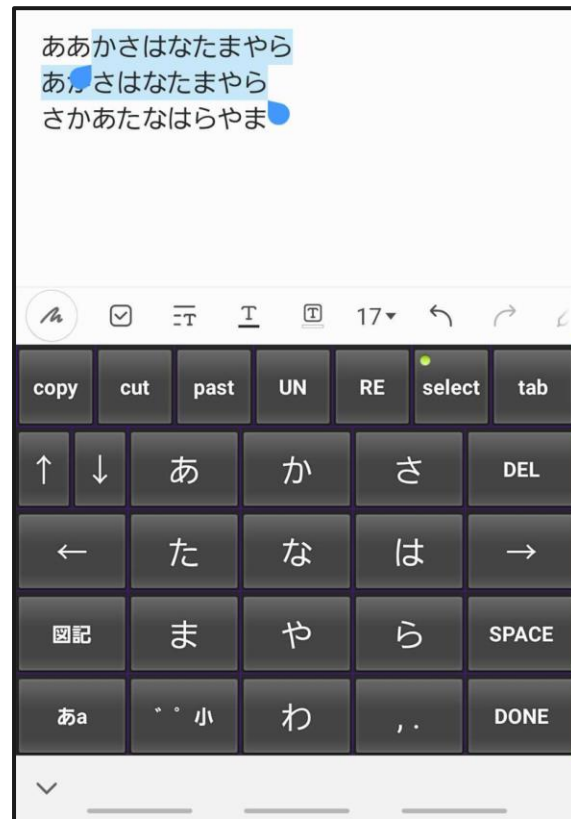 ああかさはなたまやら
あかさはなたまやら
さかあたなはらやま
T T T 17
copy cut past UN RE select tab
↑ ↓ あ か さ DEL
← た な は →
図記 ま や ら SPACE
あa ゛゜小 わ , . DONE